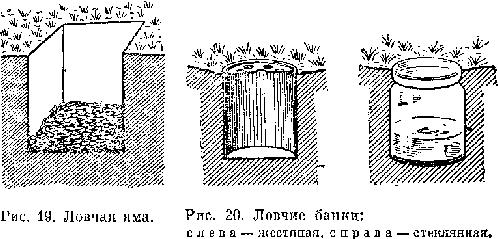 Рис. 19. Ловчая яма.
Рис. 20. Ловчие банки:
слева — жестяная, справа — стеклянная.